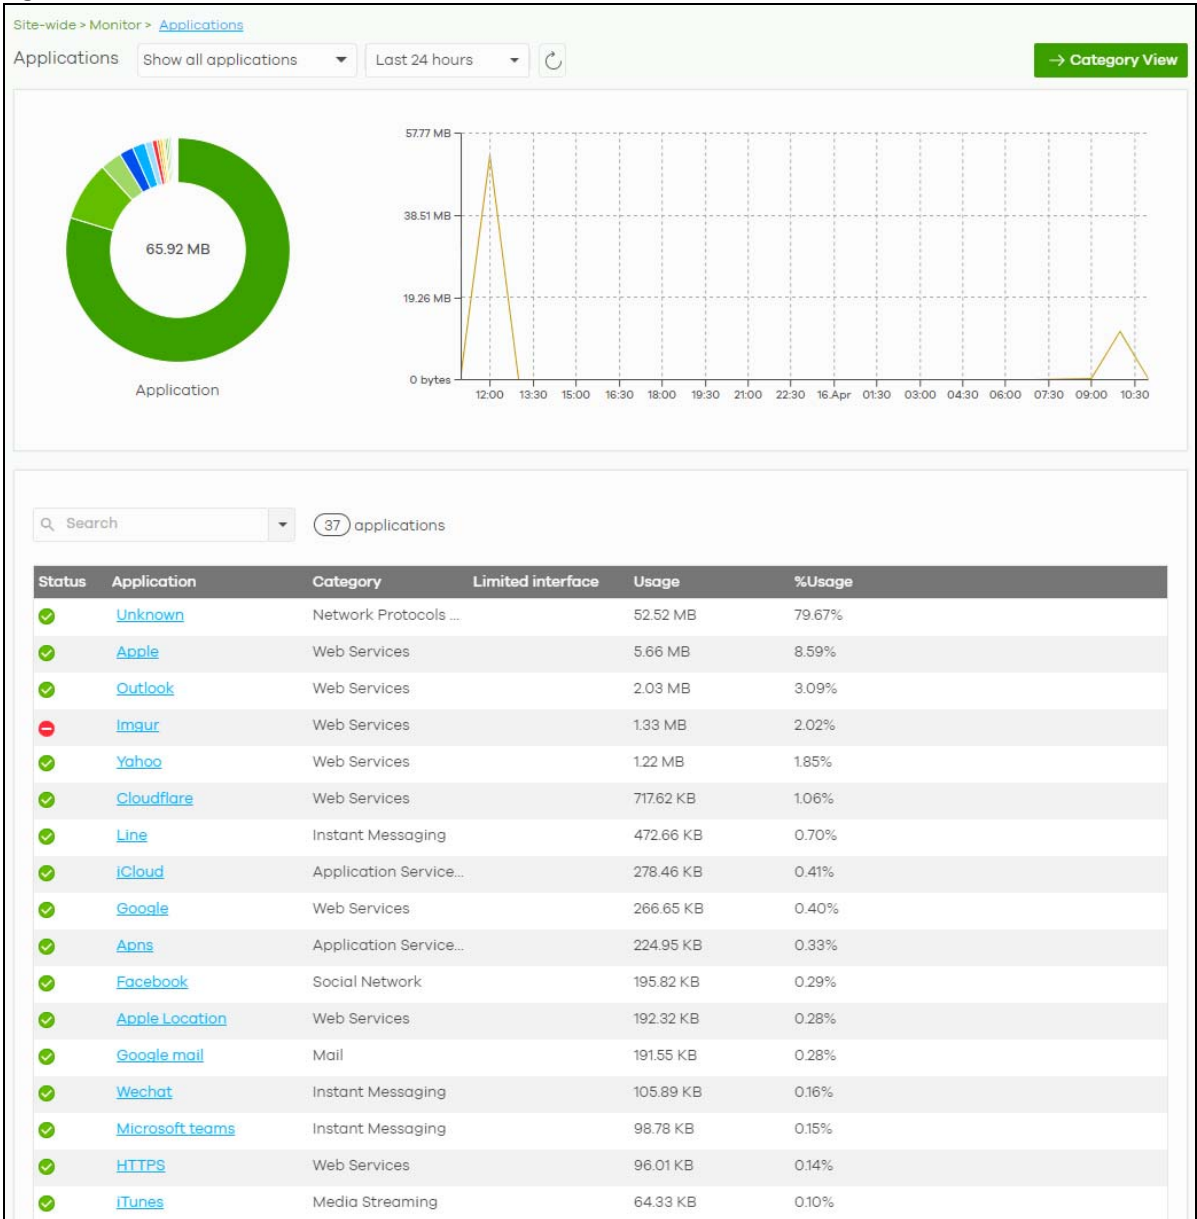 Site-wide > Monitor > Applications
Applications Show all applications Last 24 hours → Category View
57.77 MB
38.51 MB
65.92 MB
19.26 MB
0 bytes
Application
12:00 13:30 15:00 16:30 18:00 19:30 21:00 22:30 16.Apr 01:30 03:00 04:30 06:00 07:30 09:00 10:30
Search 37 applications
Status Application Category Limited interface Usage %Usage
Unknown Network Protocols ... 52.52 MB 79.67%
Apple Web Services 5.66 MB 8.59%
Outlook Web Services 2.03 MB 3.09%
Imgur Web Services 1.33 MB 2.02%
Yahoo Web Services 1.22 MB 1.85%
Cloudflare Web Services 717.62 KB 1.06%
Line Instant Messaging 472.66 KB 0.70%
iCloud Application Service... 278.46 KB 0.41%
Google Web Services 266.65 KB 0.40%
Apns Application Service... 224.95 KB 0.33%
Facebook Social Network 195.82 KB 0.29%
Apple Location Web Services 192.32 KB 0.28%
Google mail Mail 191.55 KB 0.28%
Wechat Instant Messaging 105.89 KB 0.16%
Microsoft teams Instant Messaging 98.78 KB 0.15%
HTTPS Web Services 96.01 KB 0.14%
iTunes Media Streaming 64.33 KB 0.10%